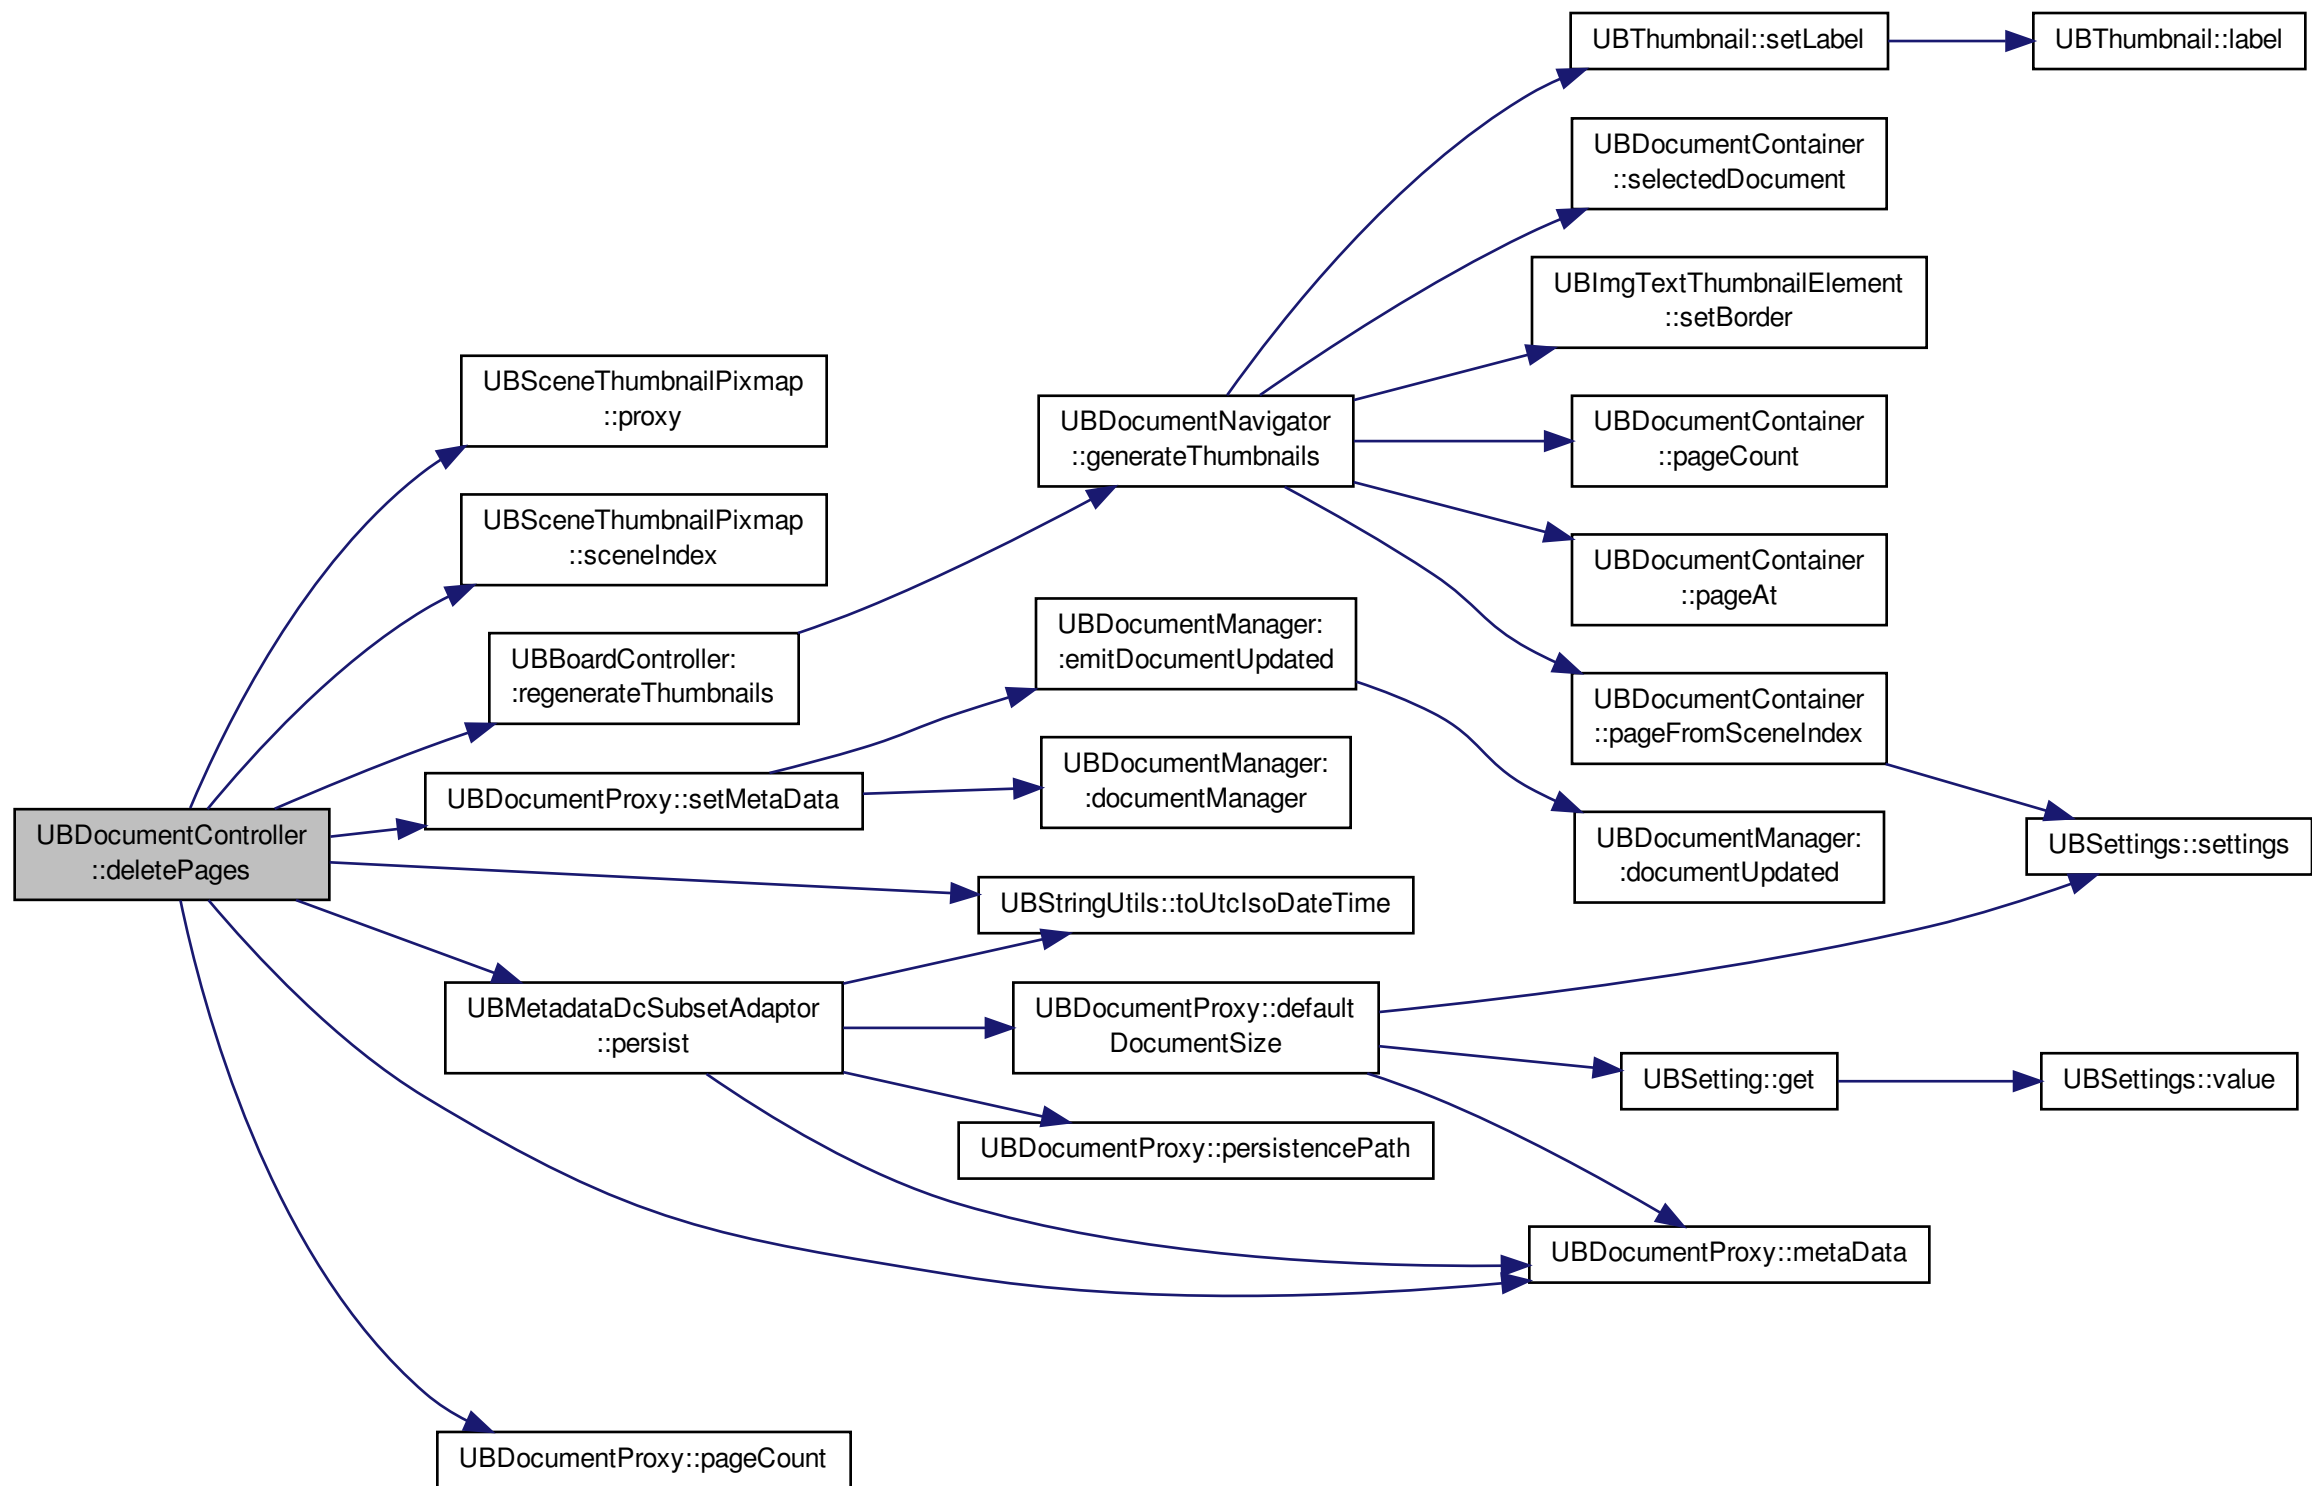 UBThumbnail::setLabel
UBThumbnail::label
UBDocumentContainer
::selectedDocument
UBImgTextThumbnailElement
::setBorder
UBSceneThumbnailPixmap
::proxy
UBDocumentNavigator
::generateThumbnails
UBDocumentContainer
::pageCount
UBSceneThumbnailPixmap
::sceneIndex
UBDocumentContainer
::pageAt
UBBoardController:
:regenerateThumbnails
UBDocumentManager:
:emitDocumentUpdated
UBDocumentContainer
::pageFromSceneIndex
UBDocumentProxy::setMetaData
UBDocumentManager:
:documentManager
UBDocumentController
::deletePages
UBDocumentManager:
:documentUpdated
UBSettings::settings
UBStringUtils::toUtcIsoDateTime
UBMetadataDcSubsetAdaptor
::persist
UBDocumentProxy::default
DocumentSize
UBSetting::get
UBSettings::value
UBDocumentProxy::persistencePath
UBDocumentProxy::metaData
UBDocumentProxy::pageCount